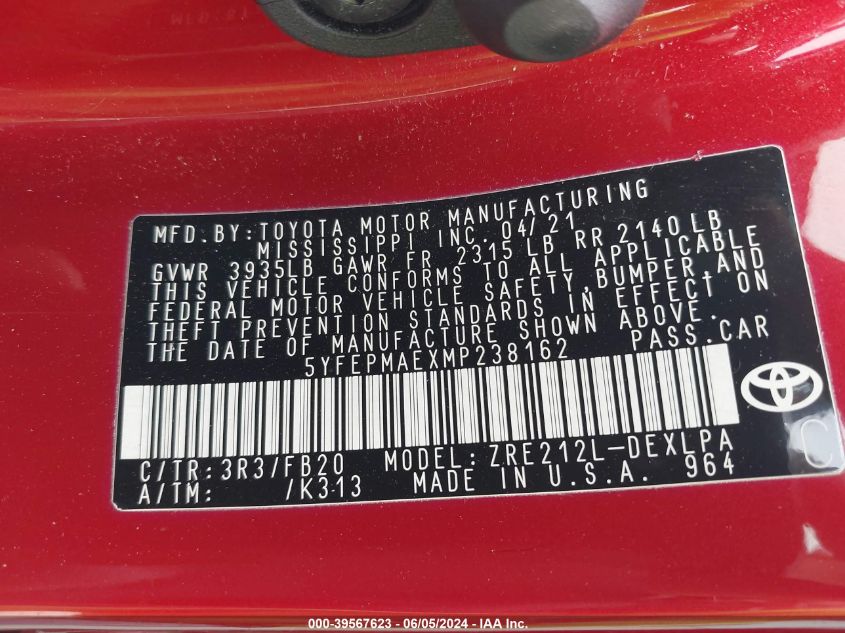 MFD.BY:TOYOTA MOTOR MANUFACTURING
MISSISSIPPI INC. 04/21
GVWR 3935LB GAWR FR 2315 LB RR 2140 LB
THIS VEHICLE CONFORMS TO ALL APPLICABLE
FEDERAL MOTOR VEHICLE SAFETY,BUMPER,AND
THEFT PREVENTION STANDARDS IN EFFECT ON
THE DATE OF MANUFACTURE SHOWN ABOVE.
5YFEPMAEXMP238162 PASS.CAR
C/TR: 3R3/FB20 MODEL: ZRE212L-DEXLPA
A/TM: /K313 MADE IN U.S.A. 964
C
000-39567623 - 06/05/2024 - IAA Inc.